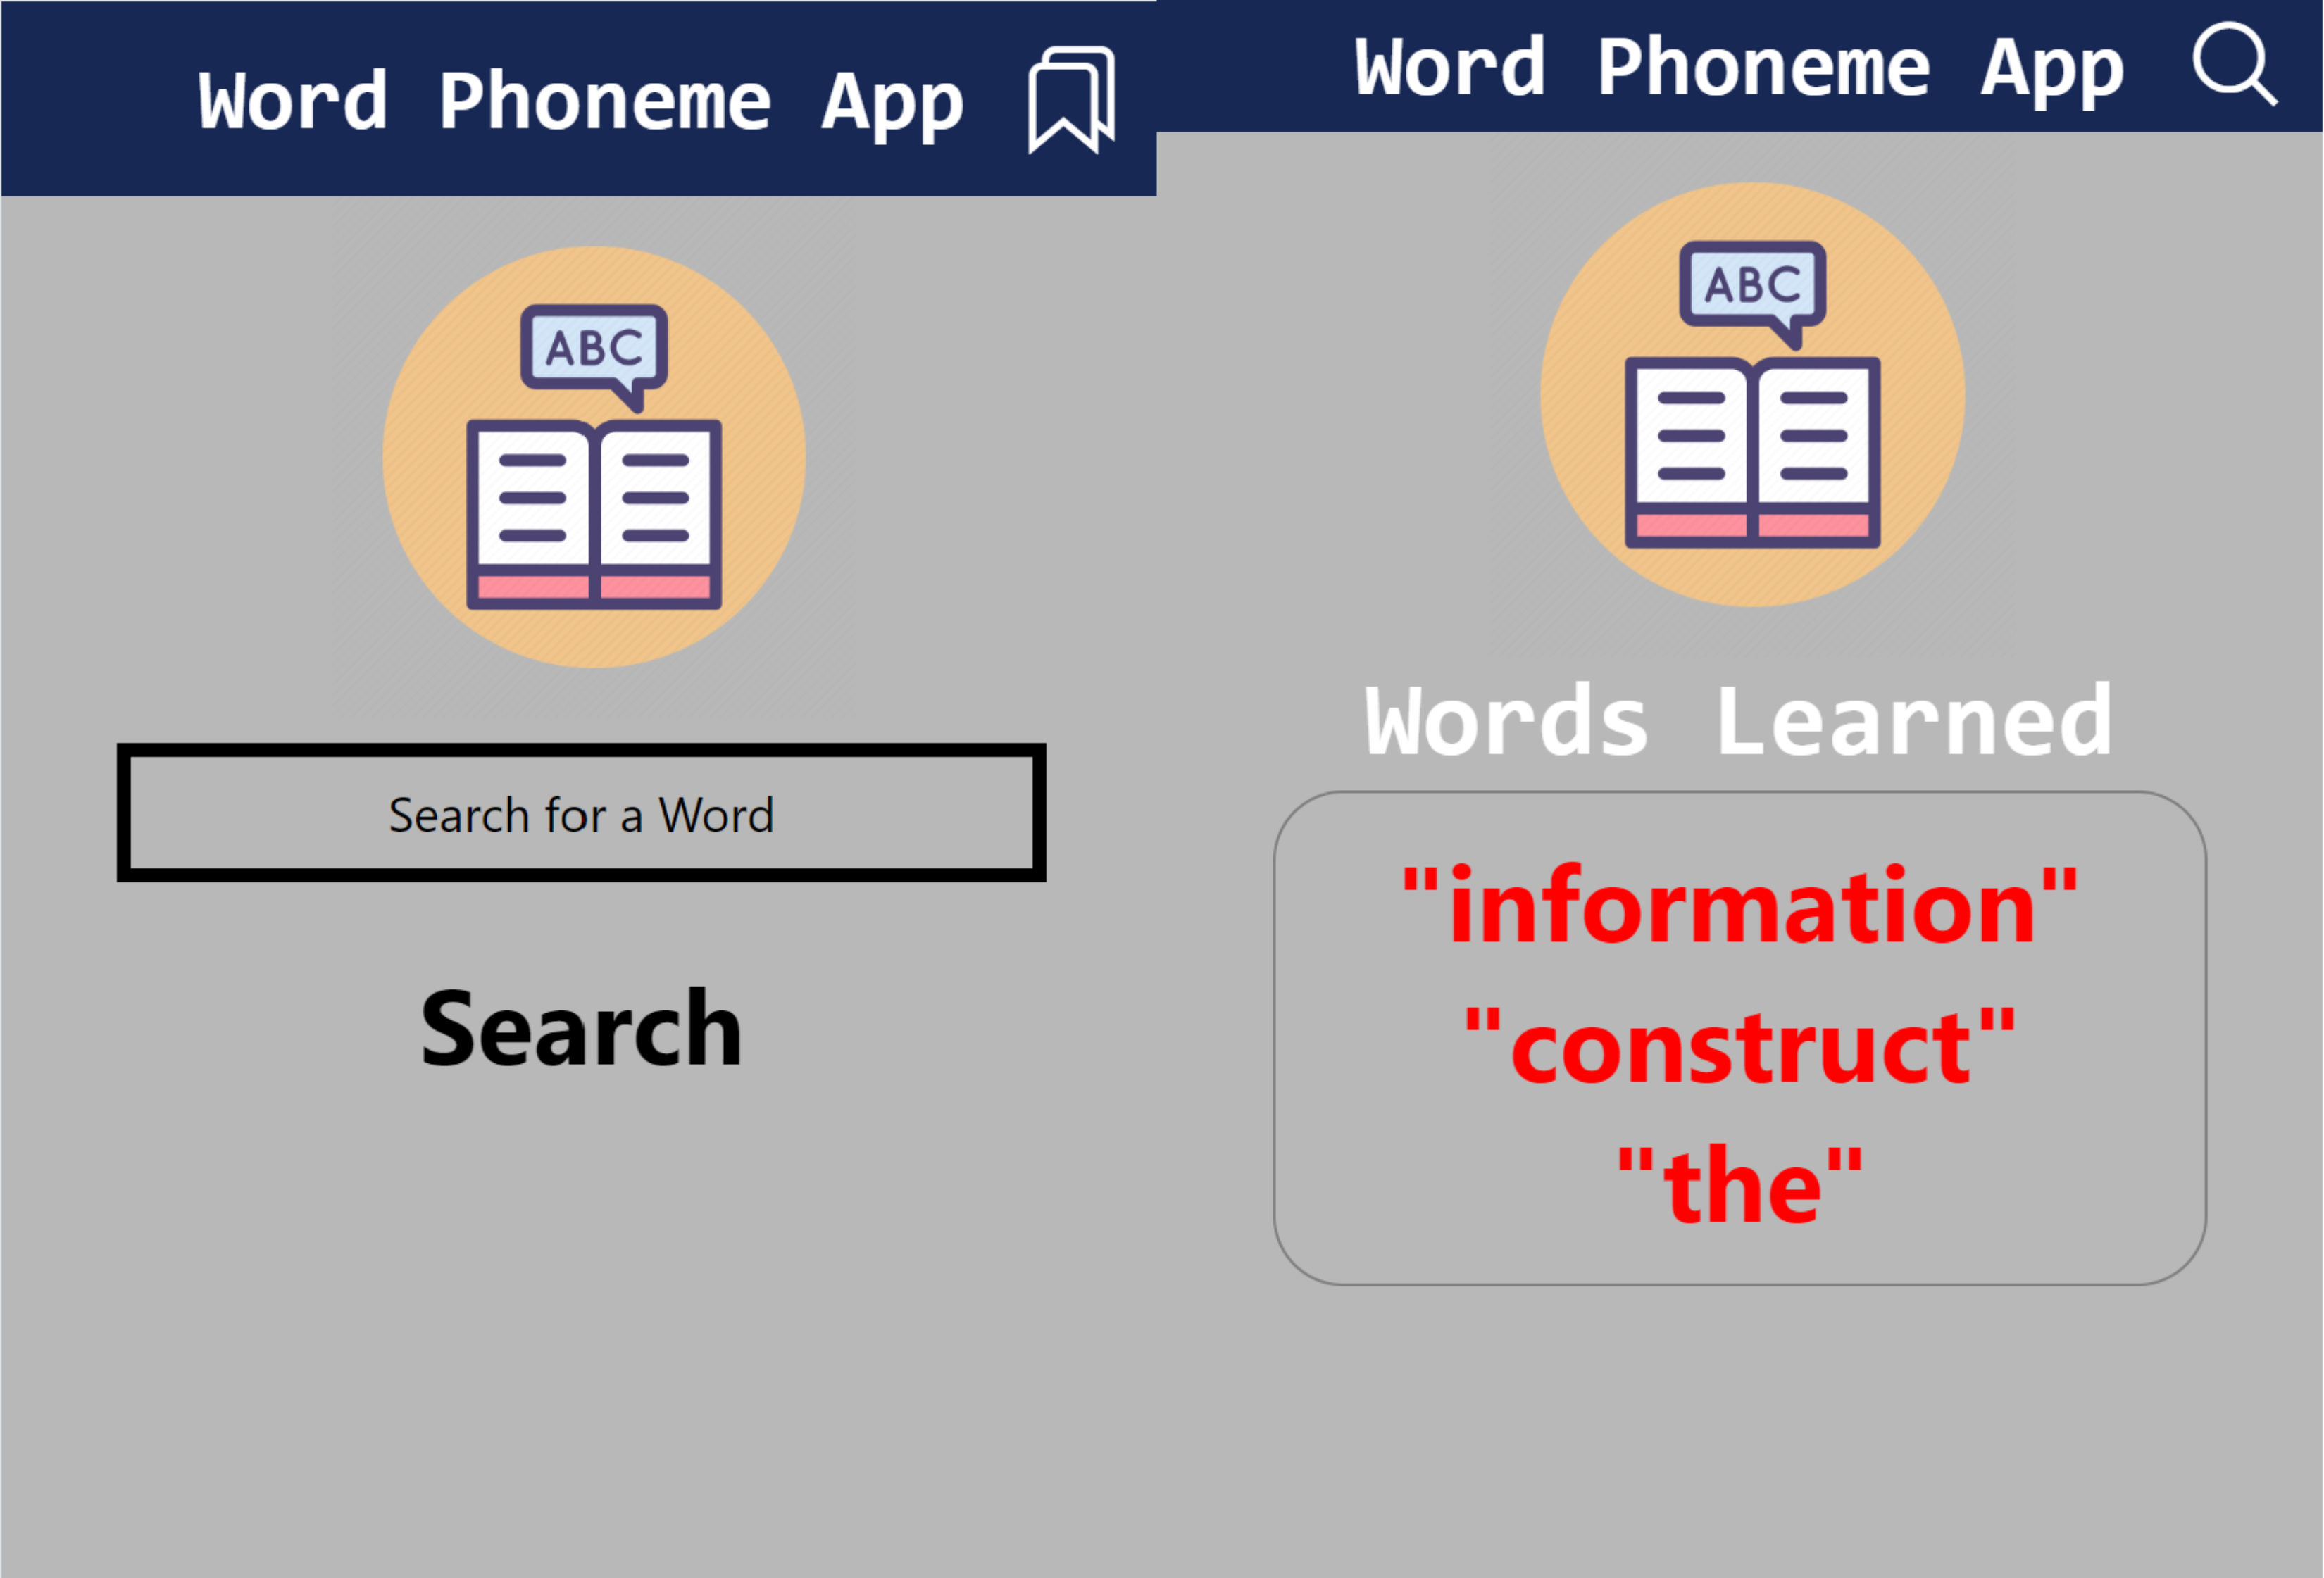 Word Phoneme App
ABC
Search for a Word
Search
Word Phoneme App
ABC
Words Learned
"information"
"construct"
"the"